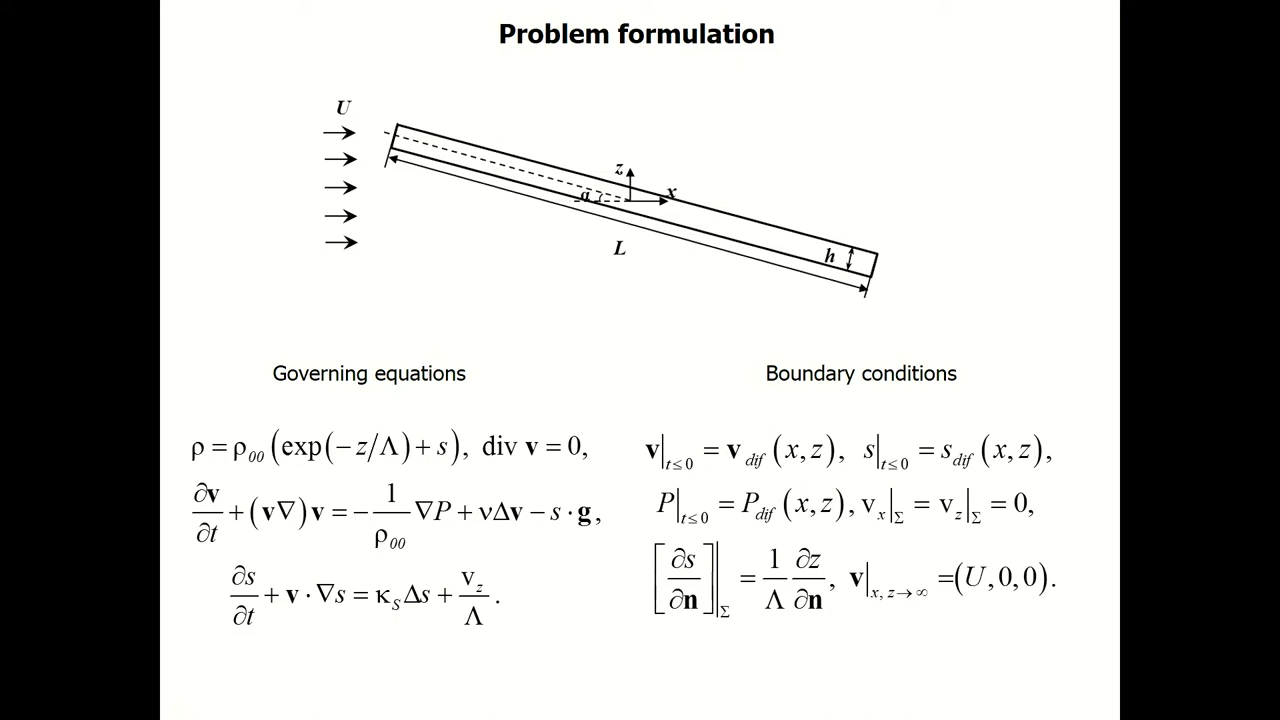 Problem formulation
U
z
x
α
L
h
Governing equations
Boundary conditions
ρ = ρ₀₀ (exp(− z/Λ) + s), div v = 0,
∂v/∂t + (v∇)v = − 1/ρ₀₀ ∇P + νΔv − s · g,
∂s/∂t + v · ∇s = κ_S Δs + v_z/Λ .
v|_{t≤0} = v_{dif} (x, z), s|_{t≤0} = s_{dif} (x, z),
P|_{t≤0} = P_{dif} (x, z), v_x|_Σ = v_z|_Σ = 0,
[∂s/∂n]|_Σ = 1/Λ ∂z/∂n, v|_{x, z→∞} =(U, 0, 0).